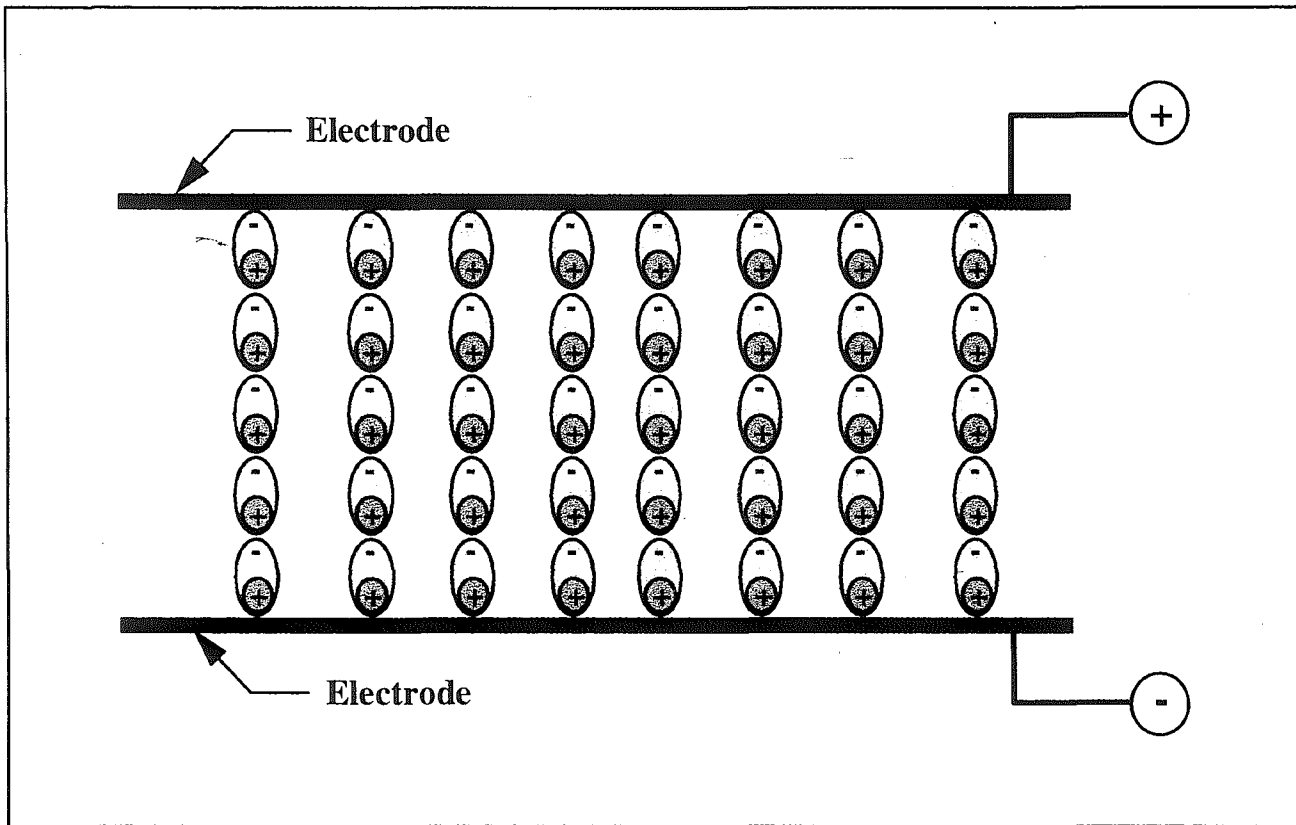 Electrode
+
- - - - - - - -
+ + + + + + + +
- - - - - - - -
+ + + + + + + +
- - - - - - - -
+ + + + + + + +
- - - - - - - -
+ + + + + + + +
- - - - - - - -
+ + + + + + + +
Electrode
-